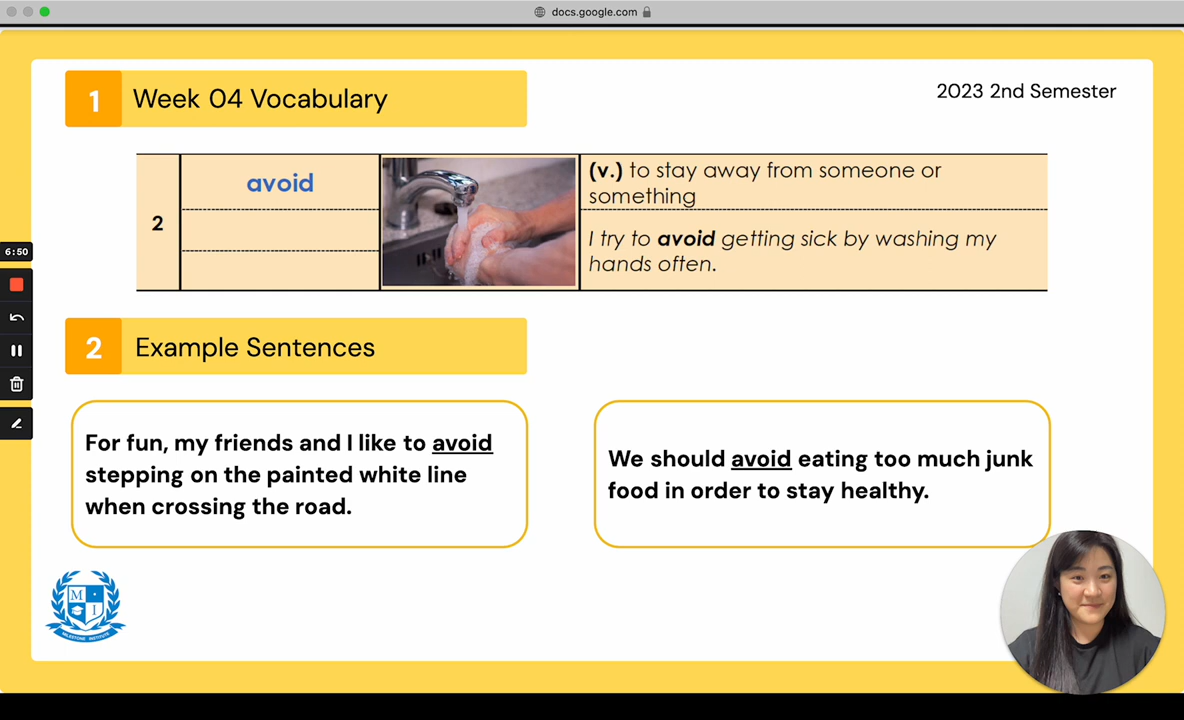 docs.google.com
1
Week 04 Vocabulary
2023 2nd Semester
2
avoid
(v.) to stay away from someone or
something
I try to avoid getting sick by washing my
hands often.
6:50
2
Example Sentences
For fun, my friends and I like to avoid
stepping on the painted white line
when crossing the road.
We should avoid eating too much junk
food in order to stay healthy.
M
I
MILESTONE INSTITUTE